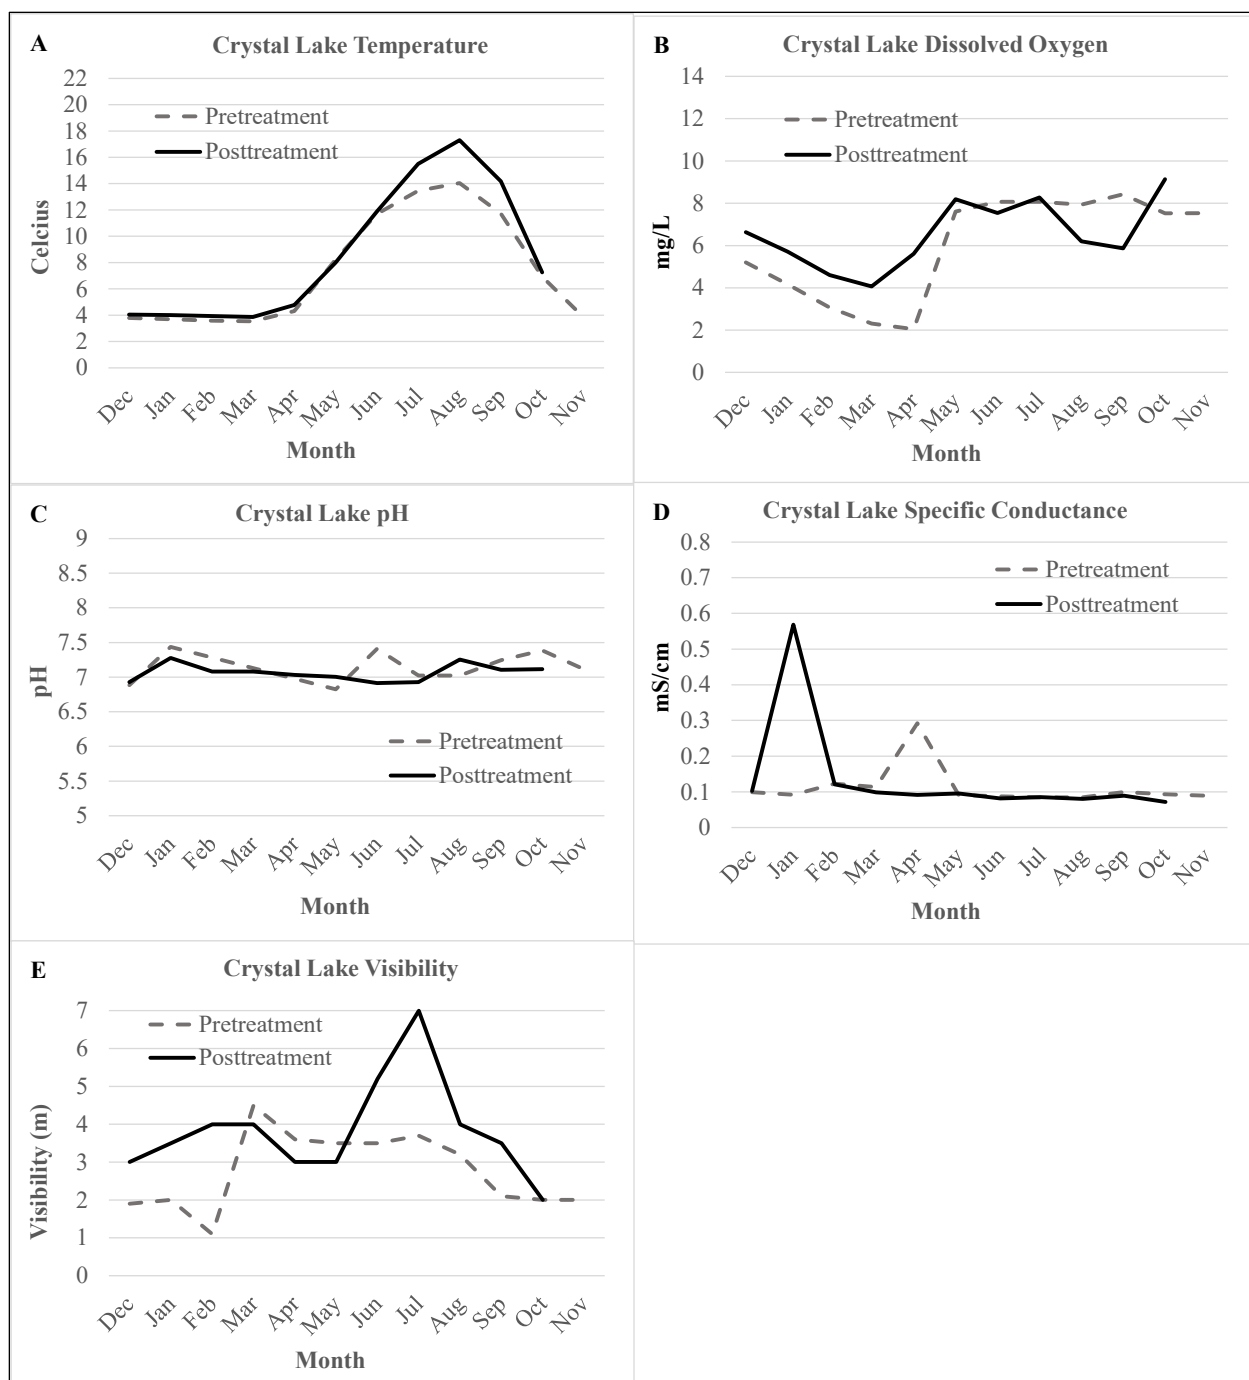 A
Crystal Lake Temperature
22
20
18
16
14
12
10
8
6
4
2
0
Celcius
Pretreatment
Posttreatment
Dec Jan Feb Mar Apr May Jun Jul Aug Sep Oct Nov
Month
B
Crystal Lake Dissolved Oxygen
14
12
10
8
6
4
2
0
mg/L
Pretreatment
Posttreatment
Dec Jan Feb Mar Apr May Jun Jul Aug Sep Oct Nov
Month
C
Crystal Lake pH
9
8.5
8
7.5
7
6.5
6
5.5
5
pH
Pretreatment
Posttreatment
Dec Jan Feb Mar Apr May Jun Jul Aug Sep Oct Nov
Month
D
Crystal Lake Specific Conductance
0.8
0.7
0.6
0.5
0.4
0.3
0.2
0.1
0
mS/cm
Pretreatment
Posttreatment
Dec Jan Feb Mar Apr May Jun Jul Aug Sep Oct Nov
Month
E
Crystal Lake Visibility
7
6
5
4
3
2
1
0
Visibility (m)
Pretreatment
Posttreatment
Dec Jan Feb Mar Apr May Jun Jul Aug Sep Oct Nov
Month